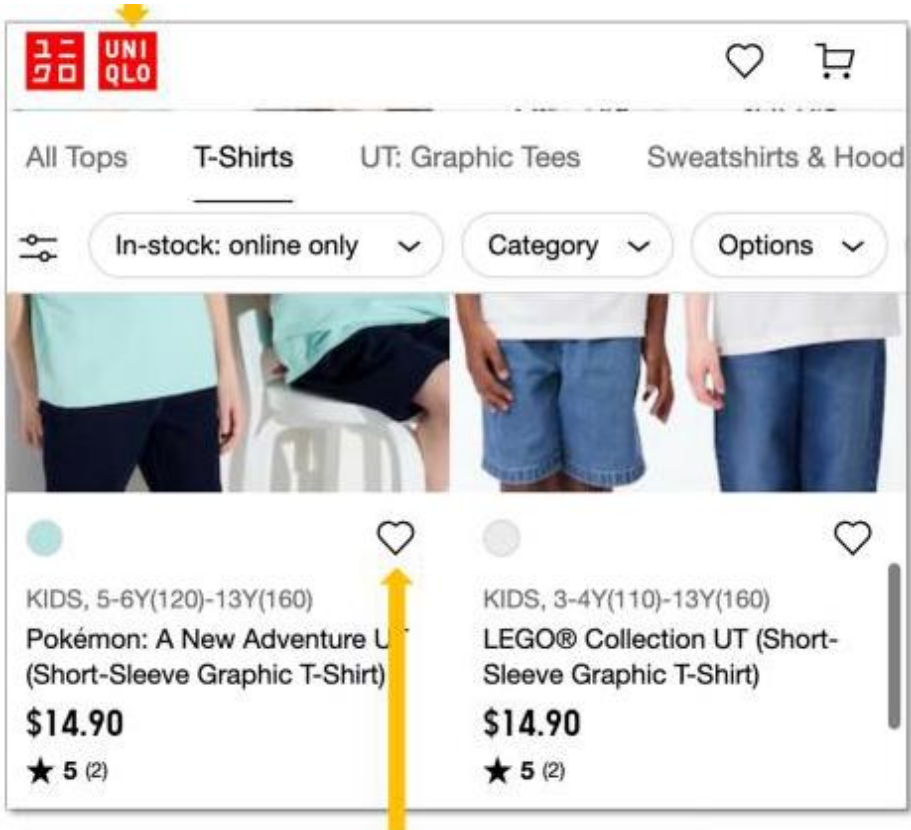 ユニ UNI
クロ QLO
All Tops T-Shirts UT: Graphic Tees Sweatshirts & Hood
In-stock: online only Category Options
KIDS, 5-6Y(120)-13Y(160)
Pokémon: A New Adventure
(Short-Sleeve Graphic T-Shirt)
$14.90
★ 5 (2)
KIDS, 3-4Y(110)-13Y(160)
LEGO® Collection UT (Short-
Sleeve Graphic T-Shirt)
$14.90
★ 5 (2)